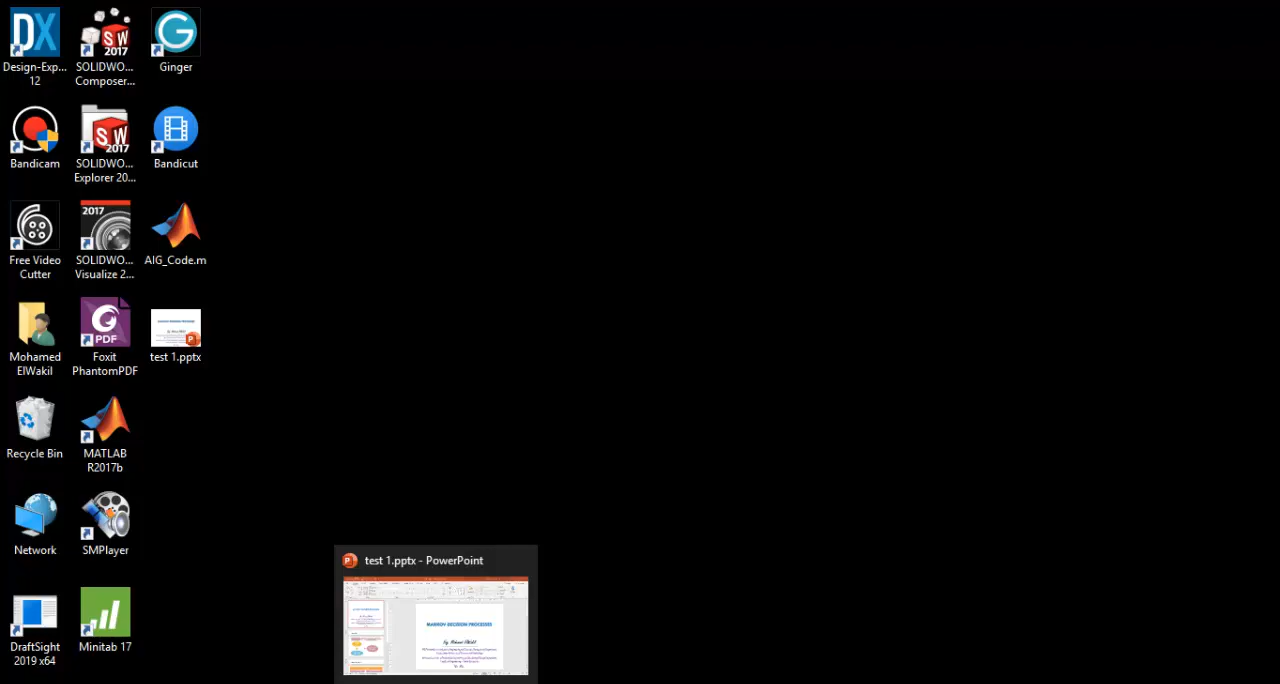 DX
Design-Exp...
12
SW
2017
SOLIDWO...
Composer...
G
Ginger
Bandicam
SW
2017
SOLIDWO...
Explorer 20...
Bandicut
Free Video
Cutter
2017
SOLIDWO...
Visualize 2...
AIG_Code.m
Mohamed
ElWakil
PDF
Foxit
PhantomPDF
P
test 1.pptx
Recycle Bin
MATLAB
R2017b
Network
SMPlayer
DraftSight
2019 x64
Minitab 17
P
test 1.pptx - PowerPoint
MARKOV DECISION PROCESSES